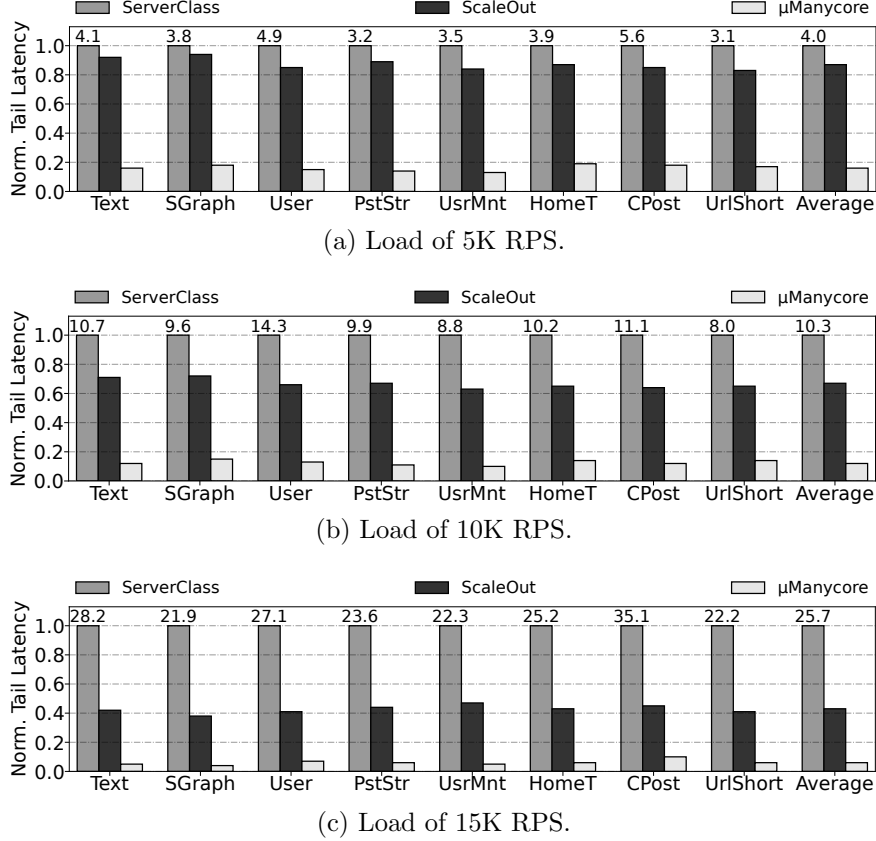 ServerClass ScaleOut μManycore
4.1 3.8 4.9 3.2 3.5 3.9 5.6 3.1 4.0
Norm. Tail Latency
1.0
0.8
0.6
0.4
0.2
0.0
Text SGraph User PstStr UsrMnt HomeT CPost UrlShort Average
(a) Load of 5K RPS.
ServerClass ScaleOut μManycore
10.7 9.6 14.3 9.9 8.8 10.2 11.1 8.0 10.3
Norm. Tail Latency
1.0
0.8
0.6
0.4
0.2
0.0
Text SGraph User PstStr UsrMnt HomeT CPost UrlShort Average
(b) Load of 10K RPS.
ServerClass ScaleOut μManycore
28.2 21.9 27.1 23.6 22.3 25.2 35.1 22.2 25.7
Norm. Tail Latency
1.0
0.8
0.6
0.4
0.2
0.0
Text SGraph User PstStr UsrMnt HomeT CPost UrlShort Average
(c) Load of 15K RPS.